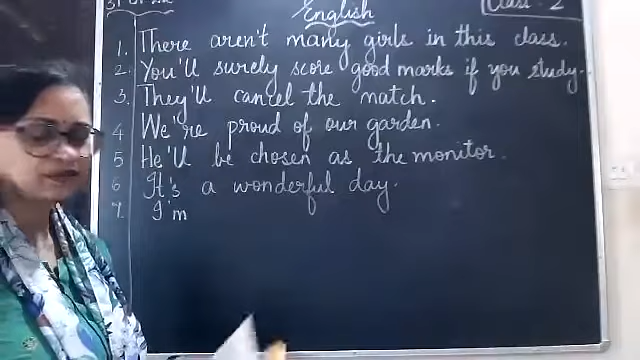 English
Class - 2
1. There aren't many girls in this class.
2. You'll surely score good marks if you study.
3. They'll cancel the match.
4 We're proud of our garden.
5 He'll be chosen as the monitor.
6 It's a wonderful day.
7. I'm